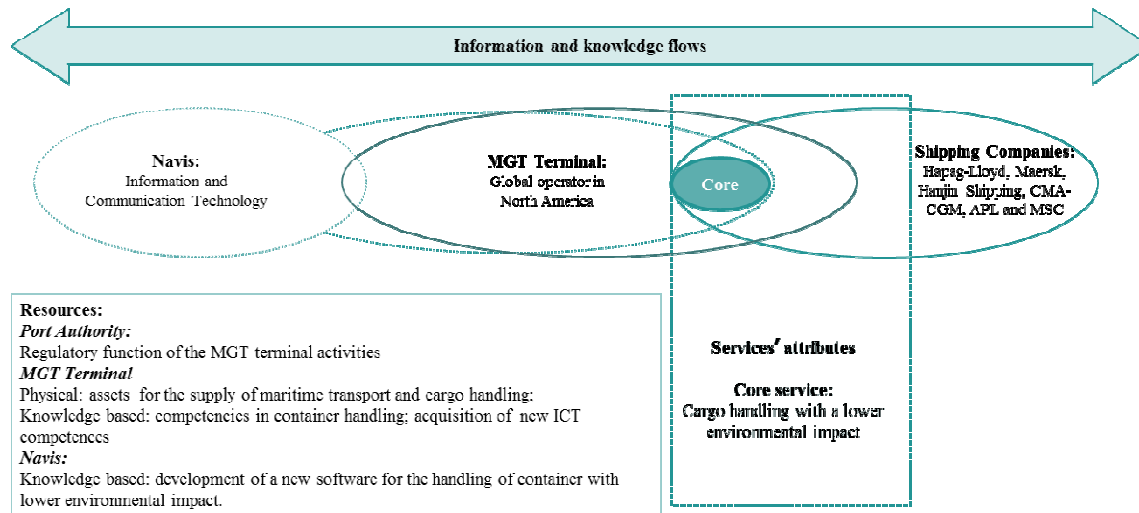 Information and knowledge flows
Navis:
Information and
Communication Technology
MGT Terminal:
Global operator in
North America
Core
Shipping Companies:
Hapag-Lloyd, Maersk,
Hanjin Shipping, CMA-
CGM, APL and MSC
Resources:
Port Authority:
Regulatory function of the MGT terminal activities
MGT Terminal
Physical: assets for the supply of maritime transport and cargo handling;
Knowledge based: competencies in container handling; acquisition of new ICT
competences
Navis:
Knowledge based: development of a new software for the handling of container with
lower environmental impact.
Services' attributes
Core service:
Cargo handling with a lower
environmental impact